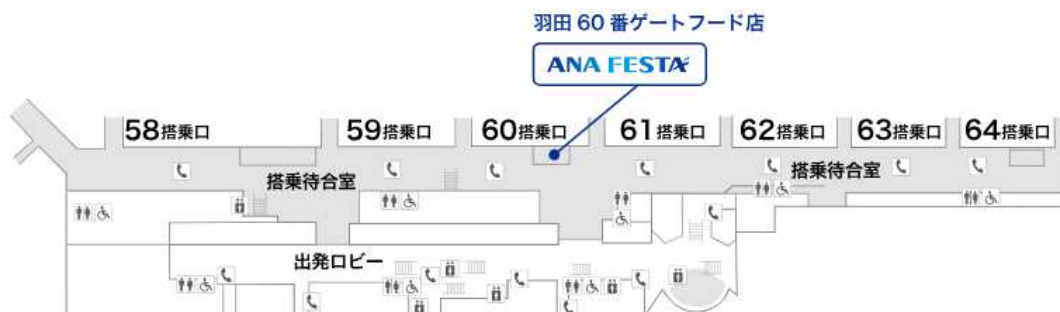 羽田 60 番ゲートフード店
ANA FESTA
58搭乗口
59搭乗口
60搭乗口
61搭乗口
62搭乗口
63搭乗口
64搭乗口
搭乗待合室
搭乗待合室
出発ロビー